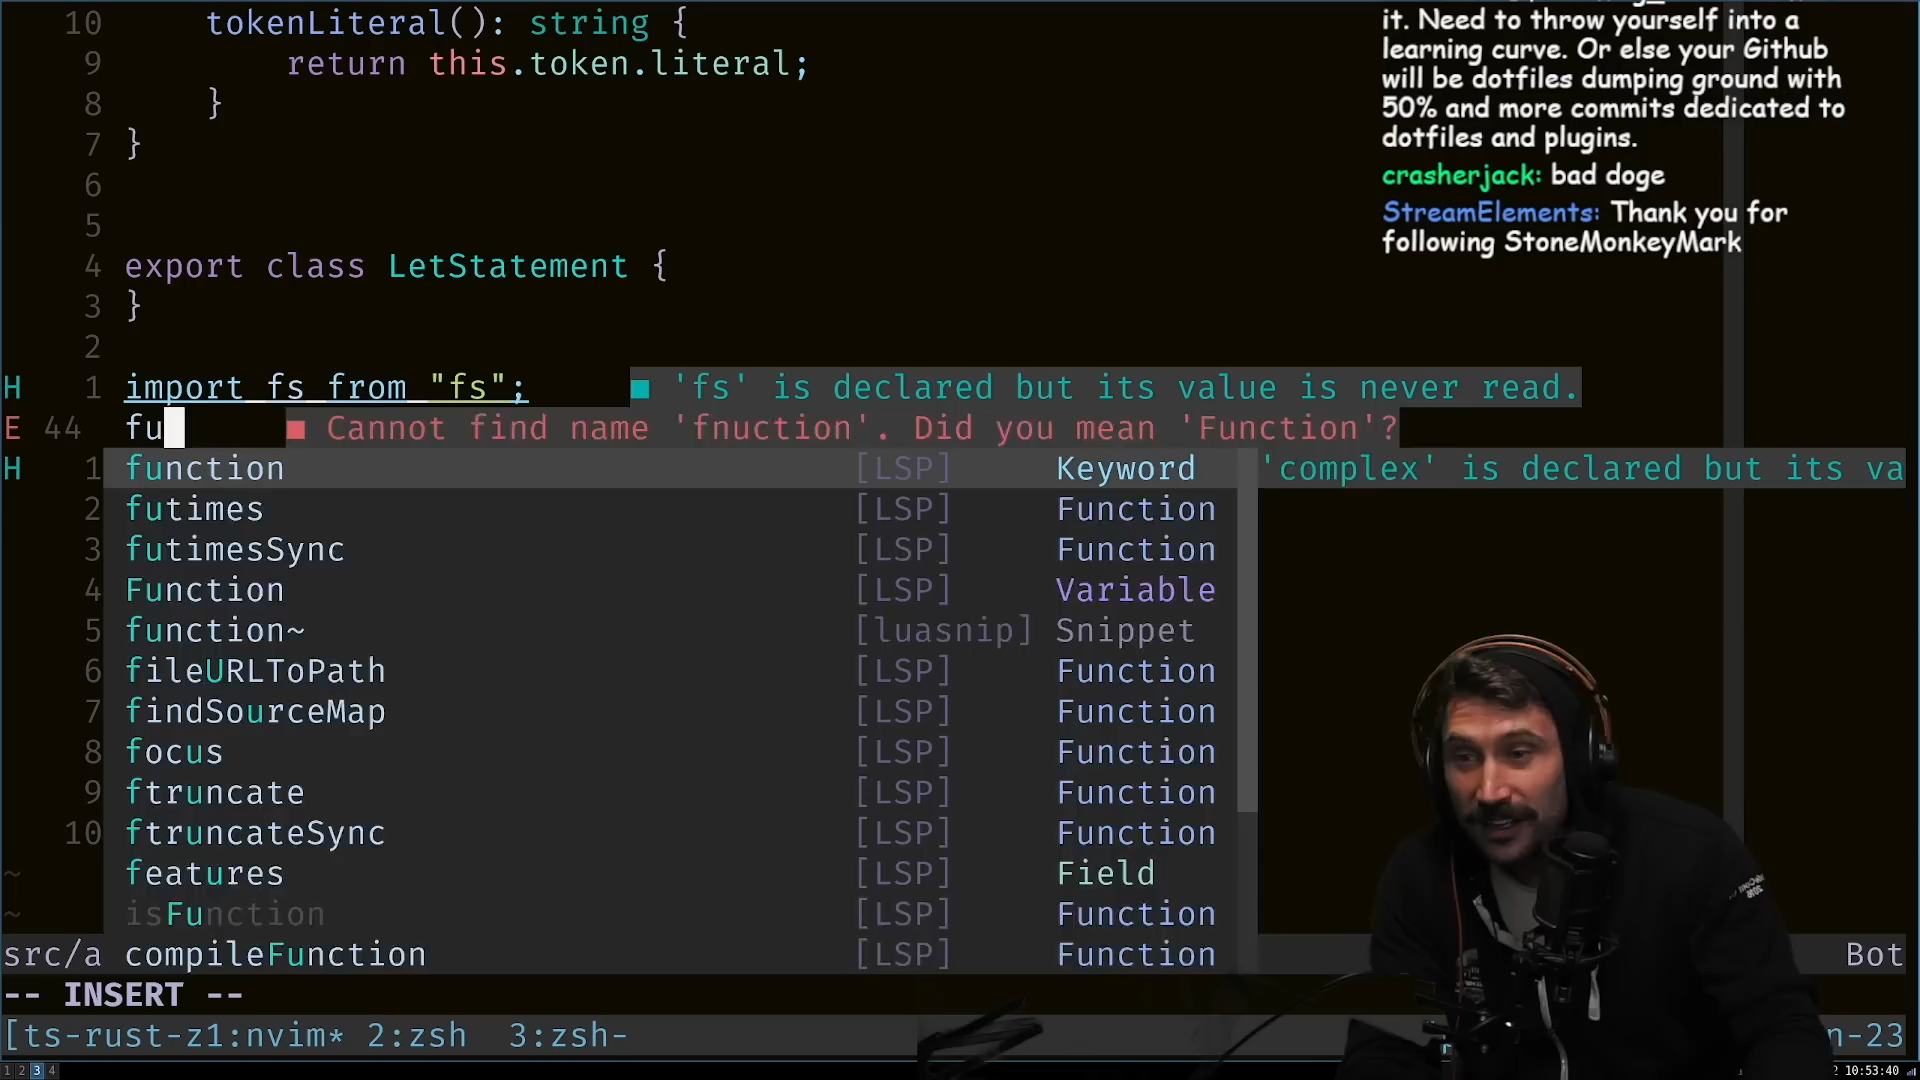 10 tokenLiteral(): string {
9 return this.token.literal;
8 }
7 }
6
5
4 export class LetStatement {
3 }
2
H 1 import fs from "fs"; ■ 'fs' is declared but its value is never read.
E 44 fu ■ Cannot find name 'fnuction'. Did you mean 'Function'?
H 1 function [LSP] Keyword 'complex' is declared but its va
2 futimes [LSP] Function
3 futimesSync [LSP] Function
4 Function [LSP] Variable
5 function~ [luasnip] Snippet
6 fileURLToPath [LSP] Function
7 findSourceMap [LSP] Function
8 focus [LSP] Function
9 ftruncate [LSP] Function
10 ftruncateSync [LSP] Function
~ features [LSP] Field
~ isFunction [LSP] Function
src/a compileFunction [LSP] Function Bot
-- INSERT --
[ts-rust-z1:nvim* 2:zsh 3:zsh- n-23
1 2 3 4 2 10:53:40
it. Need to throw yourself into a
learning curve. Or else your Github
will be dotfiles dumping ground with
50% and more commits dedicated to
dotfiles and plugins.
crasherjack: bad doge
StreamElements: Thank you for
following StoneMonkeyMark